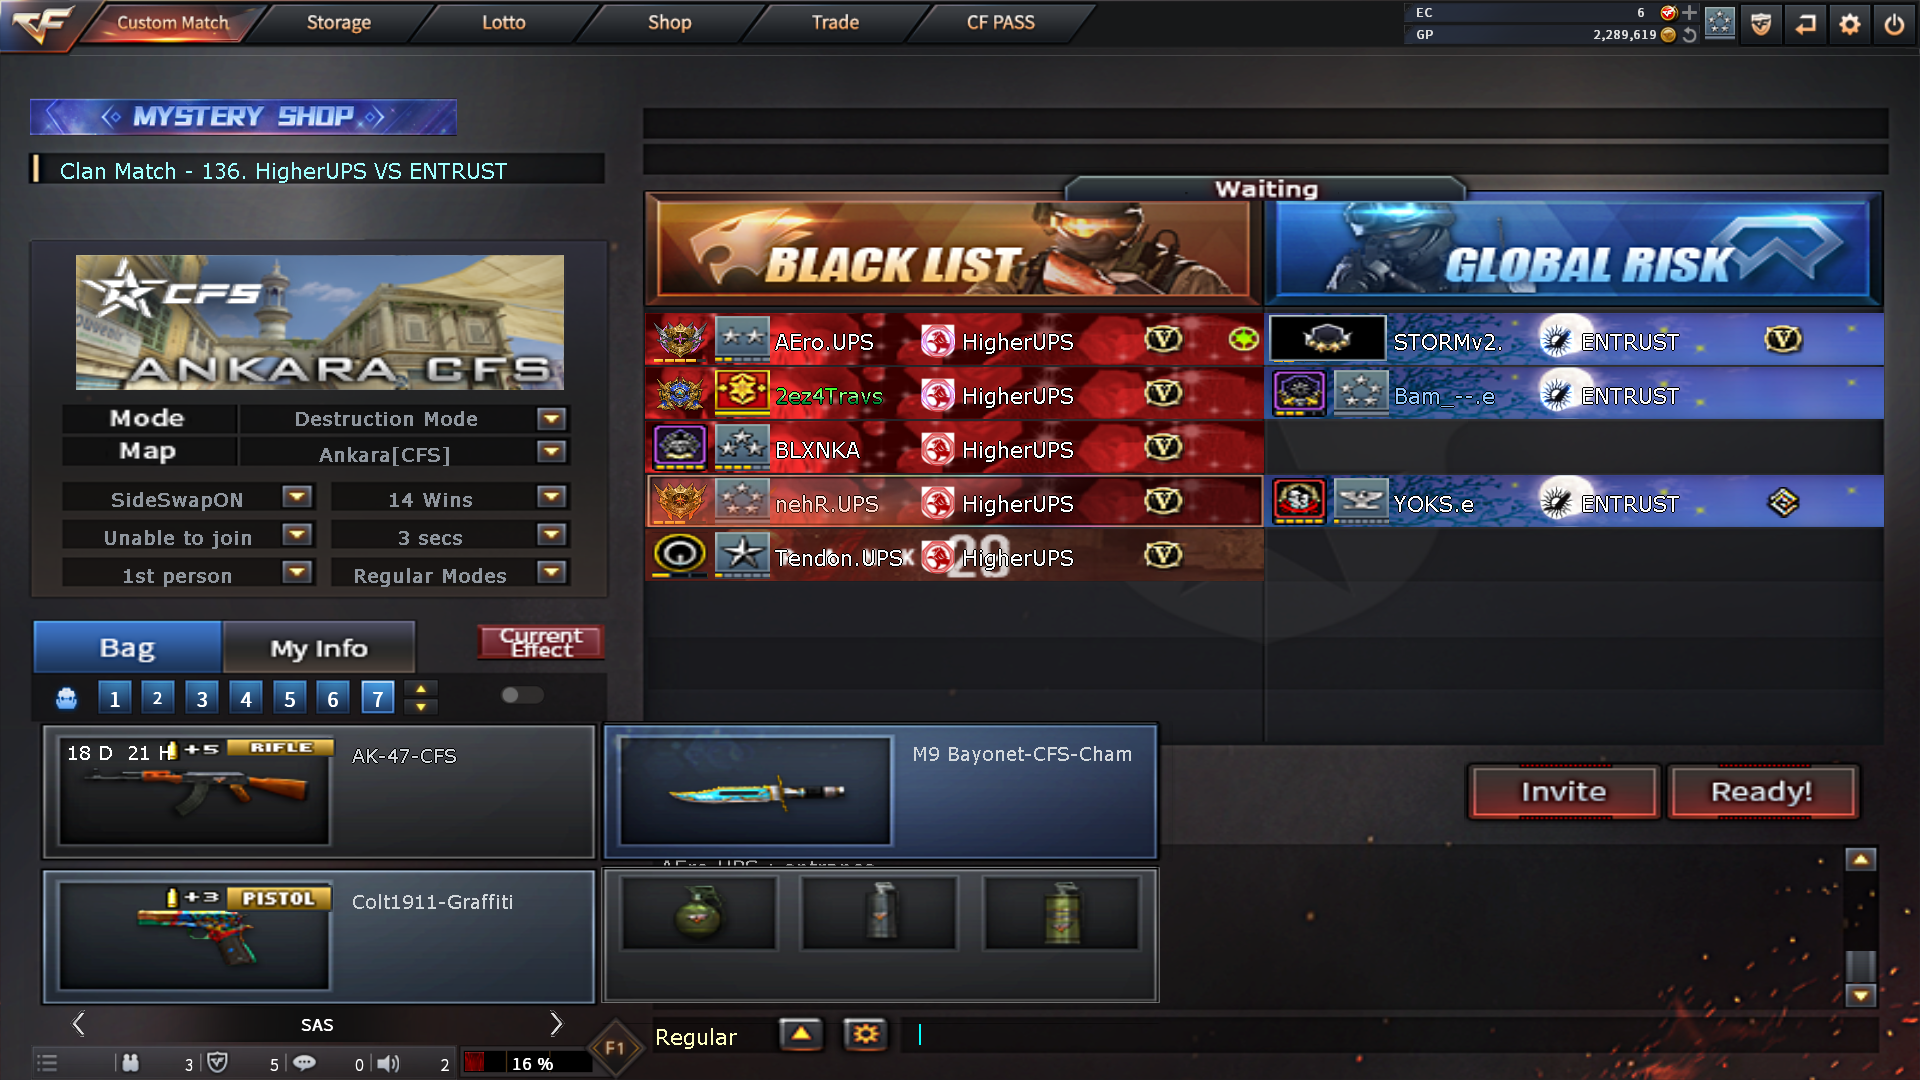 Custom Match
Storage
Lotto
Shop
Trade
CF PASS
EC 6
GP 2,289,619
MYSTERY SHOP
Clan Match - 136. HigherUPS VS ENTRUST
Waiting
BLACK LIST
GLOBAL RISK
CFS
ANKARA CFS
Mode Destruction Mode
Map Ankara[CFS]
SideSwapON 14 Wins
Unable to join 3 secs
1st person Regular Modes
AEro.UPS HigherUPS V
STORMv2. ENTRUST V
2ez4Travs HigherUPS V
Bam_--.e ENTRUST
BLXNKA HigherUPS V
nehR.UPS HigherUPS V
YOKS.e ENTRUST
Tendon.UPS HigherUPS V
Bag
My Info
Current
Effect
1 2 3 4 5 6 7
18 D 21 H +5 RIFLE
AK-47-CFS
M9 Bayonet-CFS-Cham
+3 PISTOL
Colt1911-Graffiti
Invite
Ready!
SAS
3 5 0 2
16 %
F1
Regular